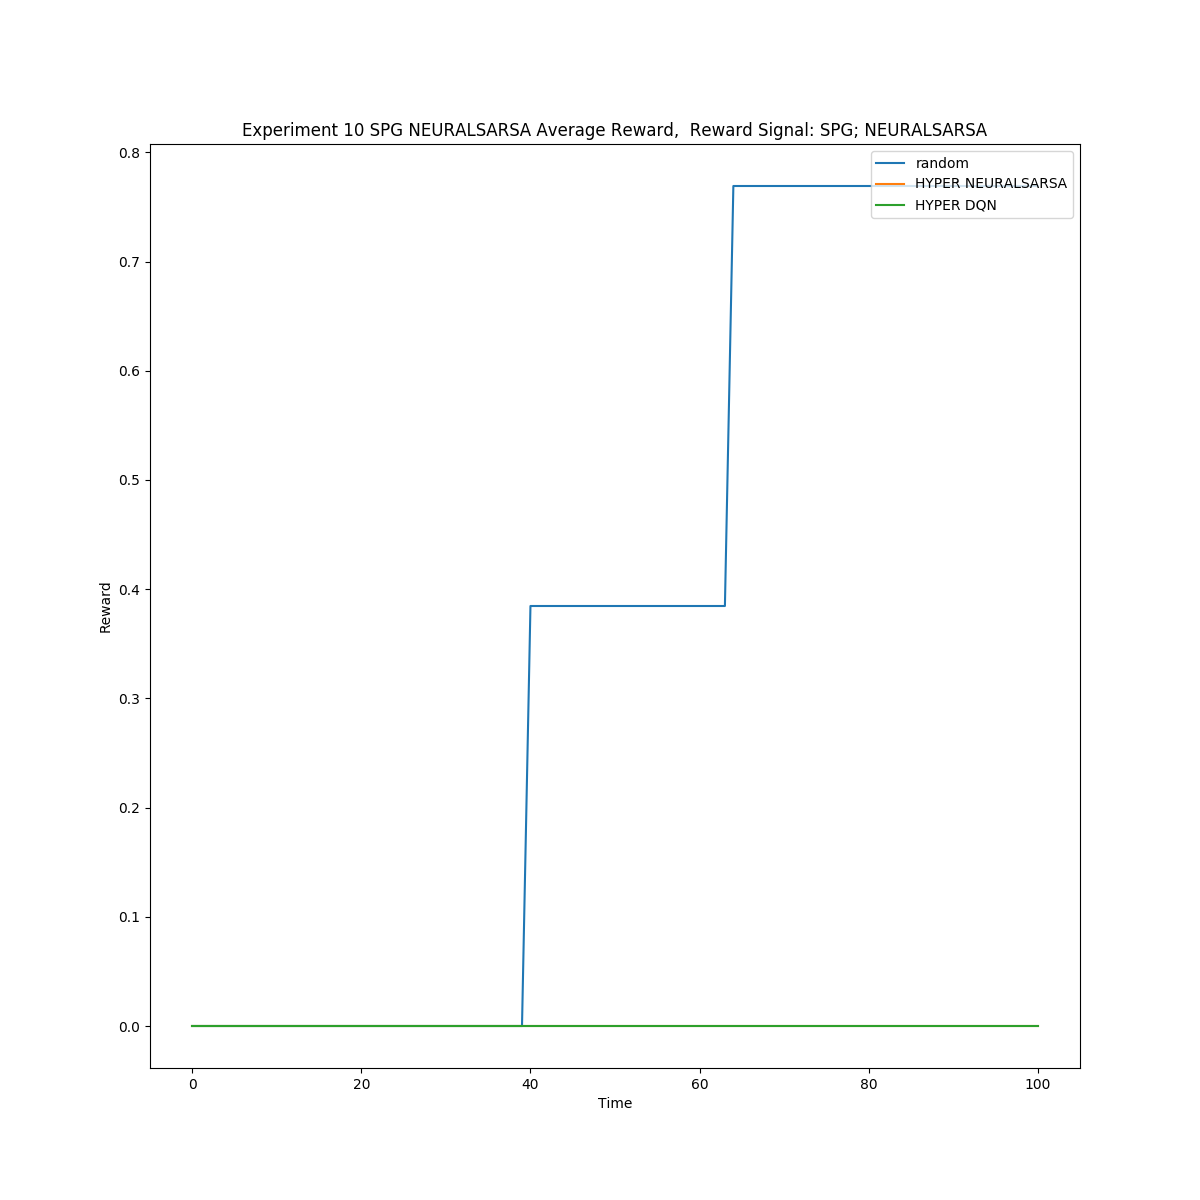 Experiment 10 SPG NEURALSARSA Average Reward,  Reward Signal: SPG; NEURALSARSA
random
HYPER NEURALSARSA
HYPER DQN
0.8
0.7
0.6
0.5
0.4
0.3
0.2
0.1
0.0
Reward
0 20 40 60 80 100
Time